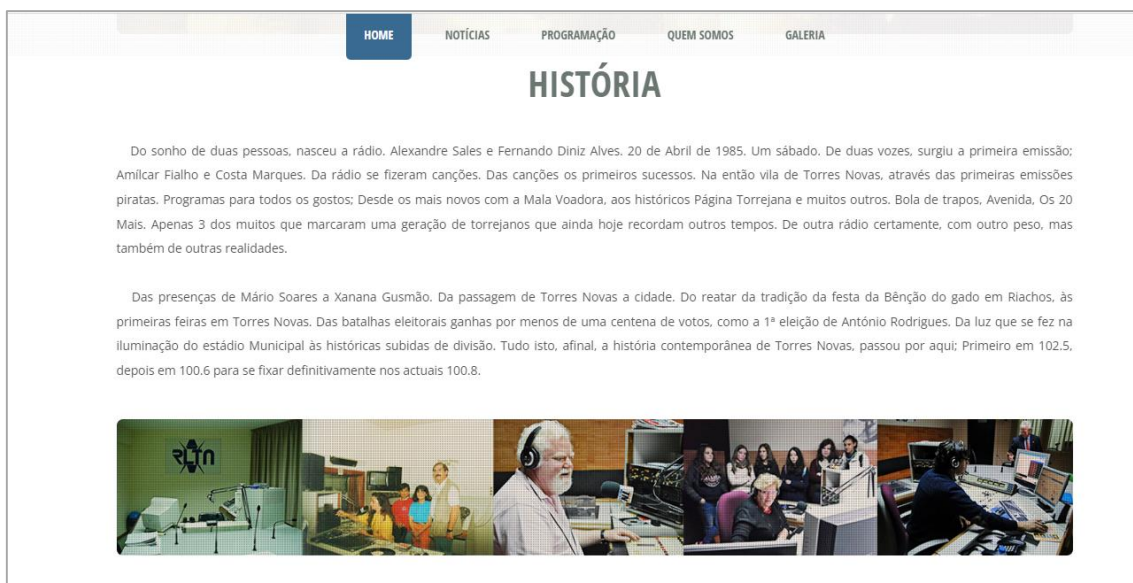 HOME NOTÍCIAS PROGRAMAÇÃO QUEM SOMOS GALERIA
HISTÓRIA
Do sonho de duas pessoas, nasceu a rádio. Alexandre Sales e Fernando Diniz Alves. 20 de Abril de 1985. Um sábado. De duas vozes, surgiu a primeira emissão;
Amílcar Fialho e Costa Marques. Da rádio se fizeram canções. Das canções os primeiros sucessos. Na então vila de Torres Novas, através das primeiras emissões
piratas. Programas para todos os gostos; Desde os mais novos com a Mala Voadora, aos históricos Página Torrejana e muitos outros. Bola de trapos, Avenida, Os 20
Mais. Apenas 3 dos muitos que marcaram uma geração de torrejanos que ainda hoje recordam outros tempos. De outra rádio certamente, com outro peso, mas
também de outras realidades.
Das presenças de Mário Soares a Xanana Gusmão. Da passagem de Torres Novas a cidade. Do reatar da tradição da festa da Bênção do gado em Riachos, às
primeiras feiras em Torres Novas. Das batalhas eleitorais ganhas por menos de uma centena de votos, como a 1ª eleição de António Rodrigues. Da luz que se fez na
iluminação do estádio Municipal às históricas subidas de divisão. Tudo isto, afinal, a história contemporânea de Torres Novas, passou por aqui; Primeiro em 102.5,
depois em 100.6 para se fixar definitivamente nos actuais 100.8.
RLTN